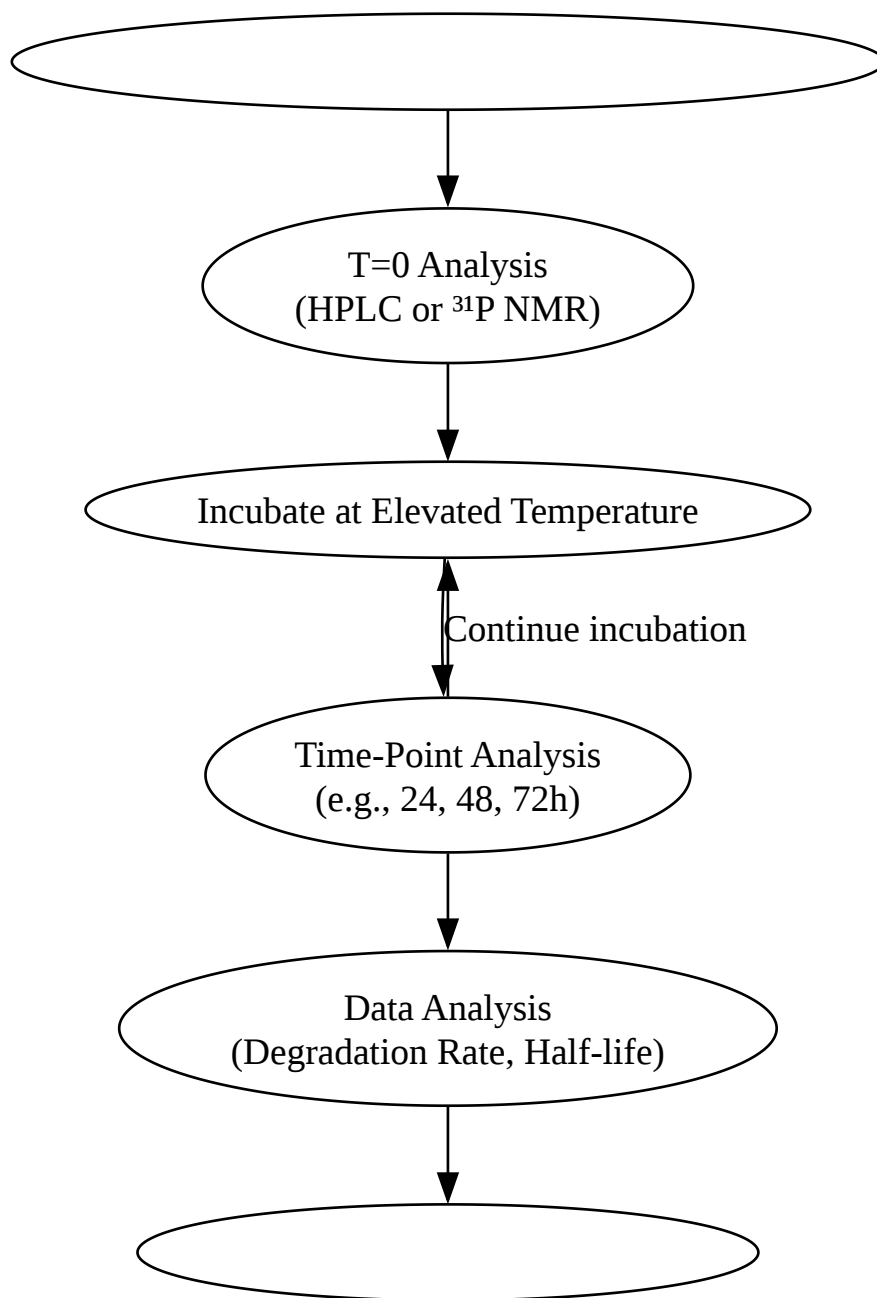 T=0 Analysis
(HPLC or ³¹P NMR)
Incubate at Elevated Temperature
Continue incubation
Time-Point Analysis
(e.g., 24, 48, 72h)
Data Analysis
(Degradation Rate, Half-life)